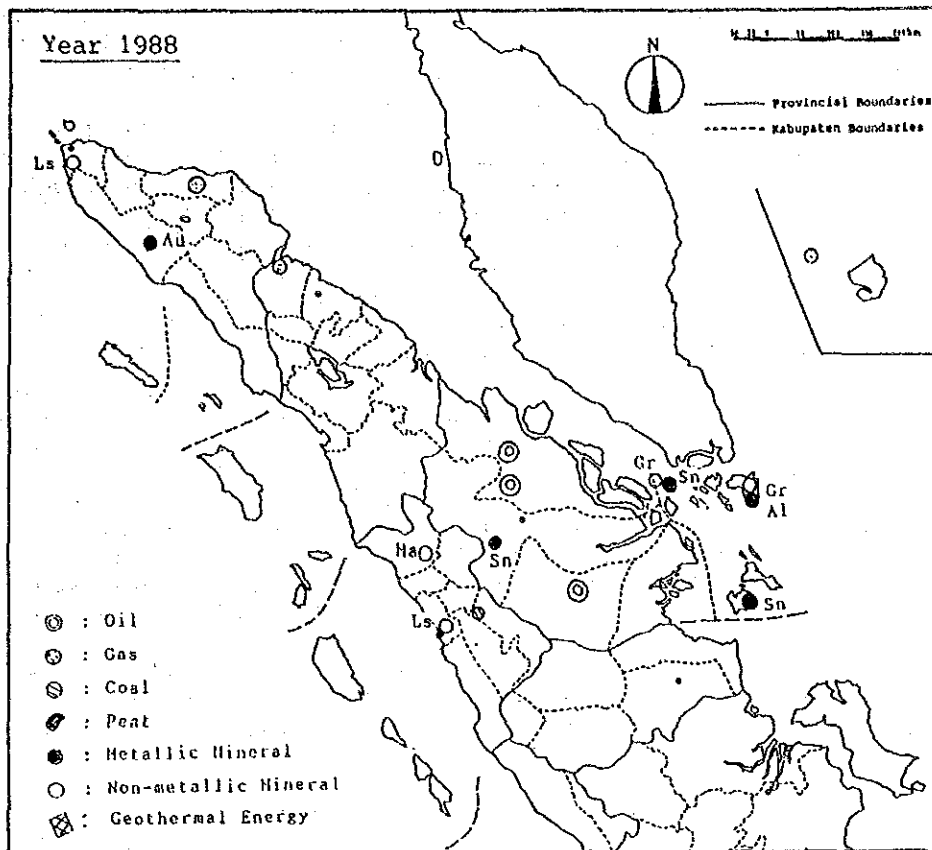 Year 1988
N
Provincial Boundaries
Kabupaten Boundaries
Ls
Au
Gr
Sn
Gr
Al
Ha
Sn
Sn
Ls
: Oil
: Gas
: Coal
: Peat
: Metallic Mineral
: Non-metallic Mineral
: Geothermal Energy